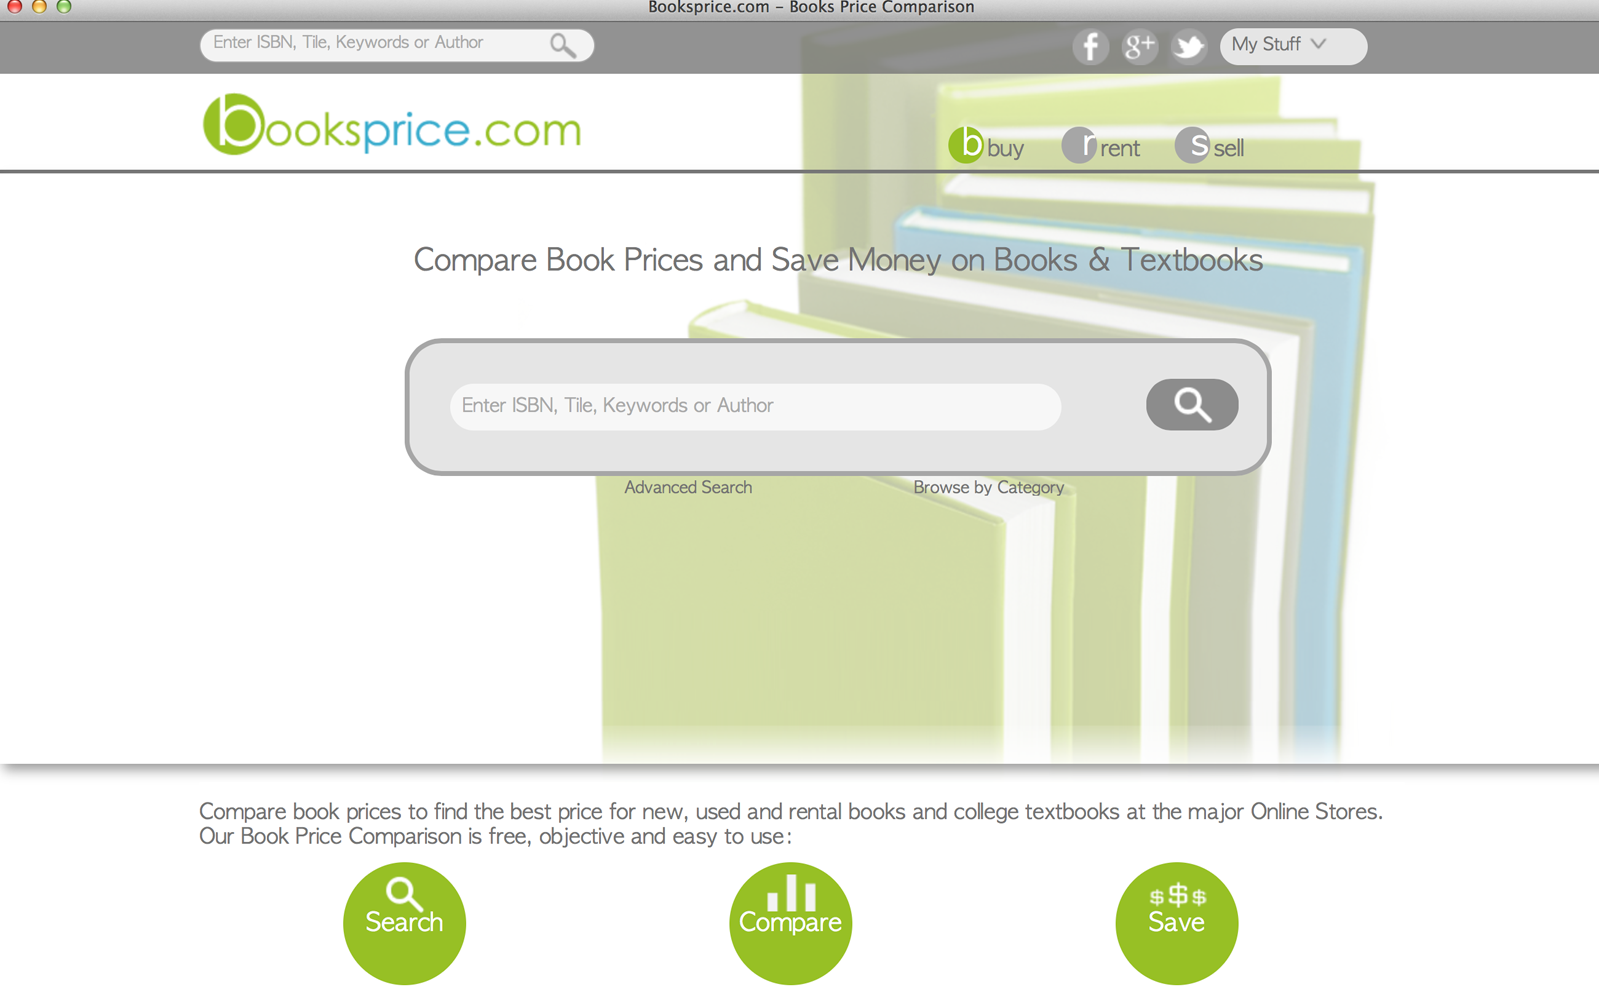 Booksprice.com – Books Price Comparison
Enter ISBN, Tile, Keywords or Author
f g+ My Stuff
booksprice.com
b buy r rent s sell
Compare Book Prices and Save Money on Books & Textbooks
Enter ISBN, Tile, Keywords or Author
Advanced Search Browse by Category
Compare book prices to find the best price for new, used and rental books and college textbooks at the major Online Stores.
Our Book Price Comparison is free, objective and easy to use:
$$$
Search Compare Save